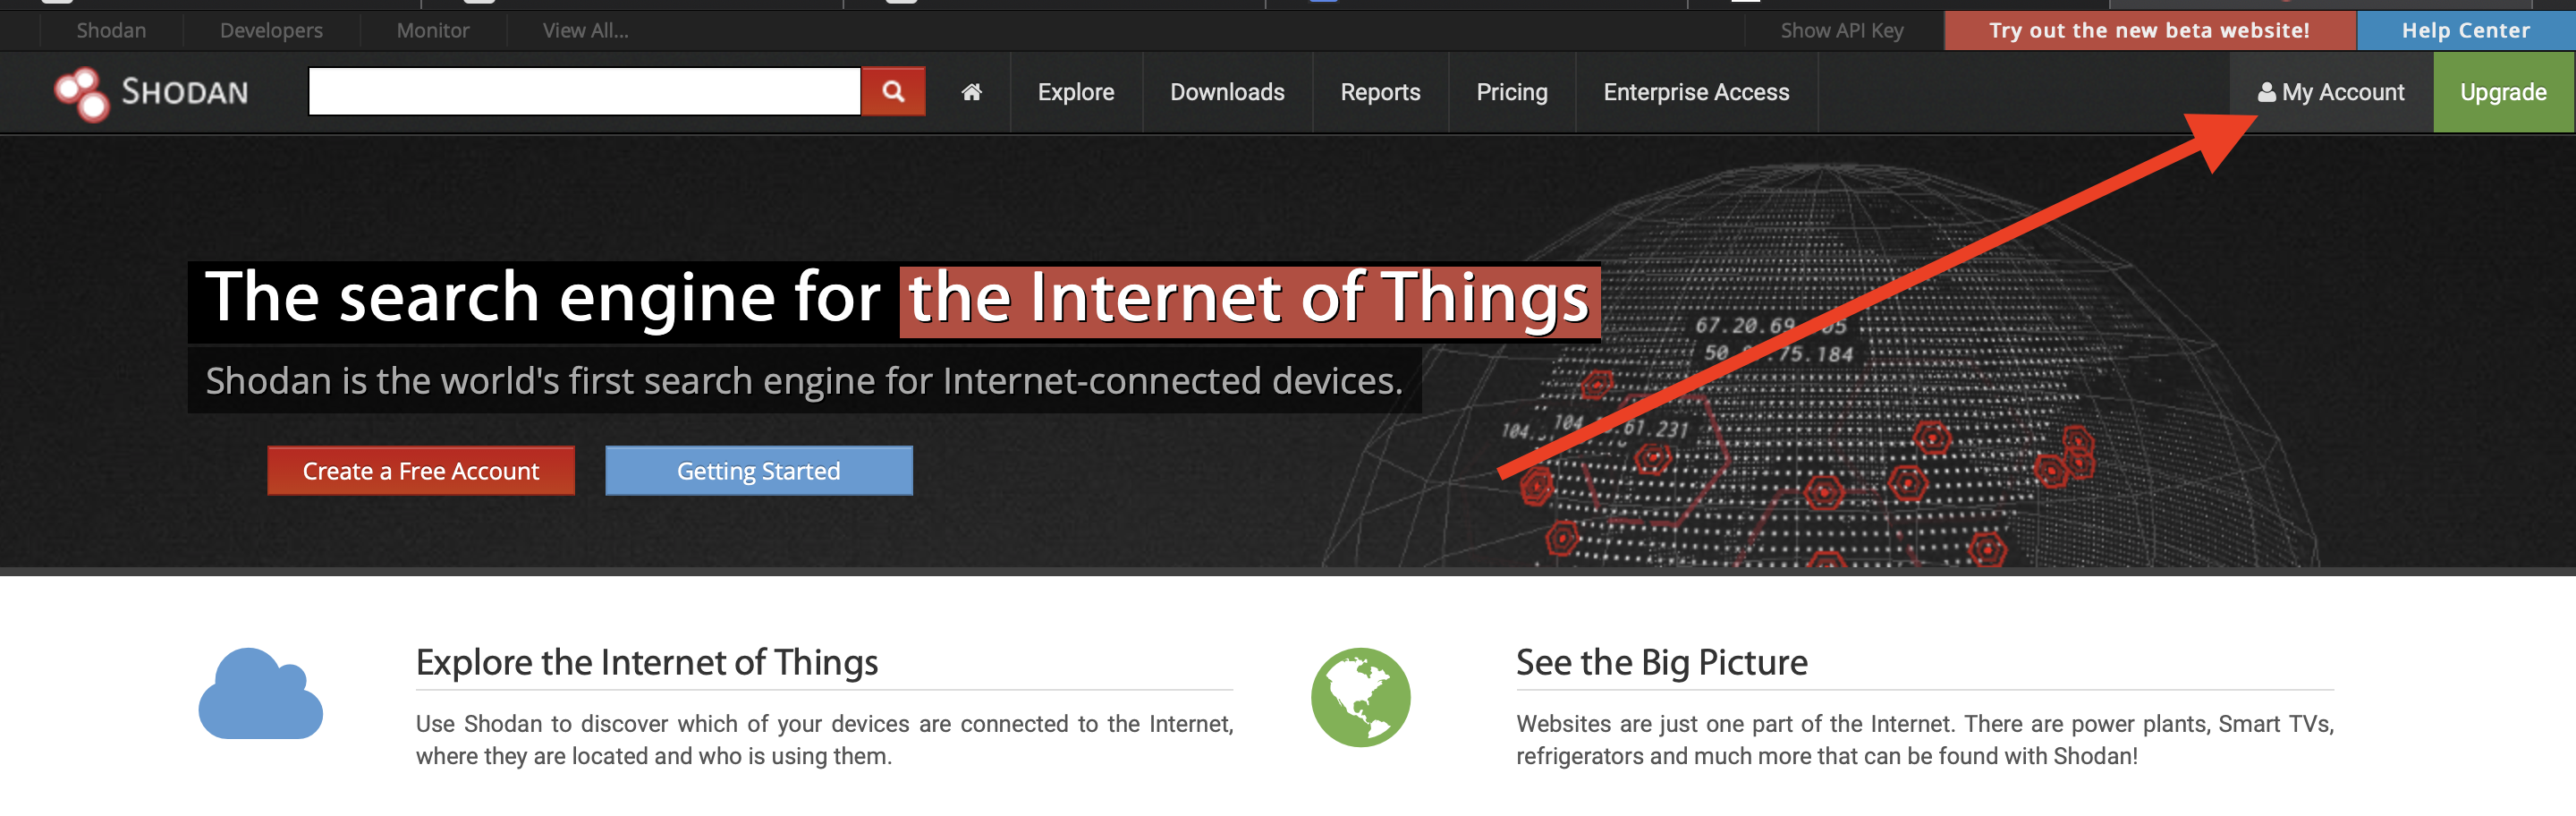 Shodan
Developers
Monitor
View All...
Show API Key
Try out the new beta website!
Help Center
SHODAN
Explore
Downloads
Reports
Pricing
Enterprise Access
My Account
Upgrade
The search engine for the Internet of Things
Shodan is the world's first search engine for Internet-connected devices.
67.20.69
50. 75.184
104.
104. 61.231
Create a Free Account
Getting Started
Explore the Internet of Things
Use Shodan to discover which of your devices are connected to the Internet,
where they are located and who is using them.
See the Big Picture
Websites are just one part of the Internet. There are power plants, Smart TVs,
refrigerators and much more that can be found with Shodan!